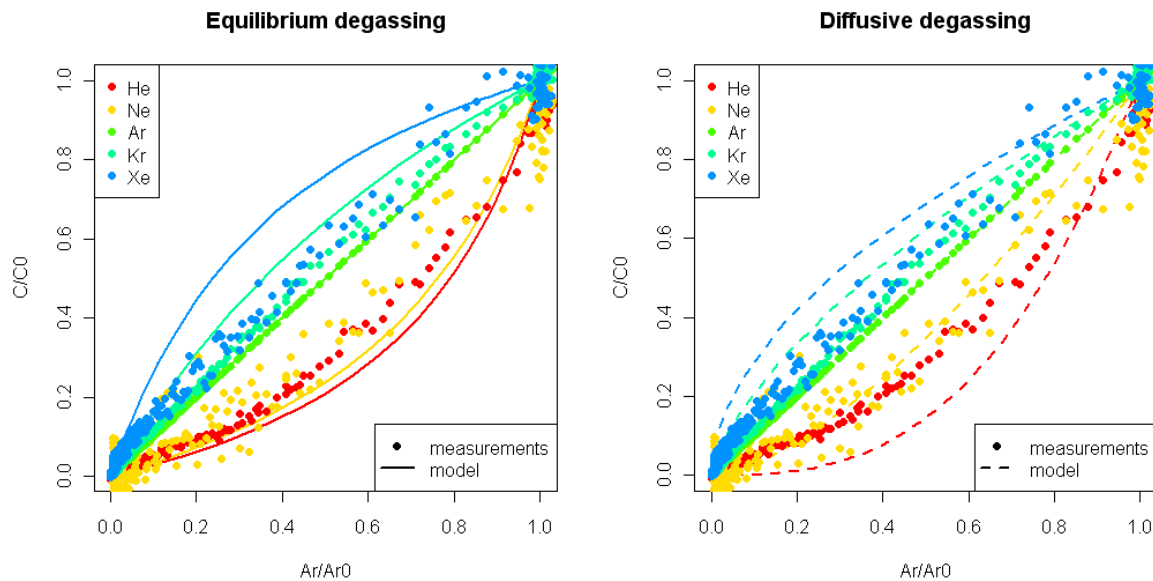 Equilibrium degassing
C/C0
1.0
0.8
0.6
0.4
0.2
0.0
He
Ne
Ar
Kr
Xe
measurements
model
0.0 0.2 0.4 0.6 0.8 1.0
Ar/Ar0
Diffusive degassing
C/C0
1.0
0.8
0.6
0.4
0.2
0.0
He
Ne
Ar
Kr
Xe
measurements
model
0.0 0.2 0.4 0.6 0.8 1.0
Ar/Ar0